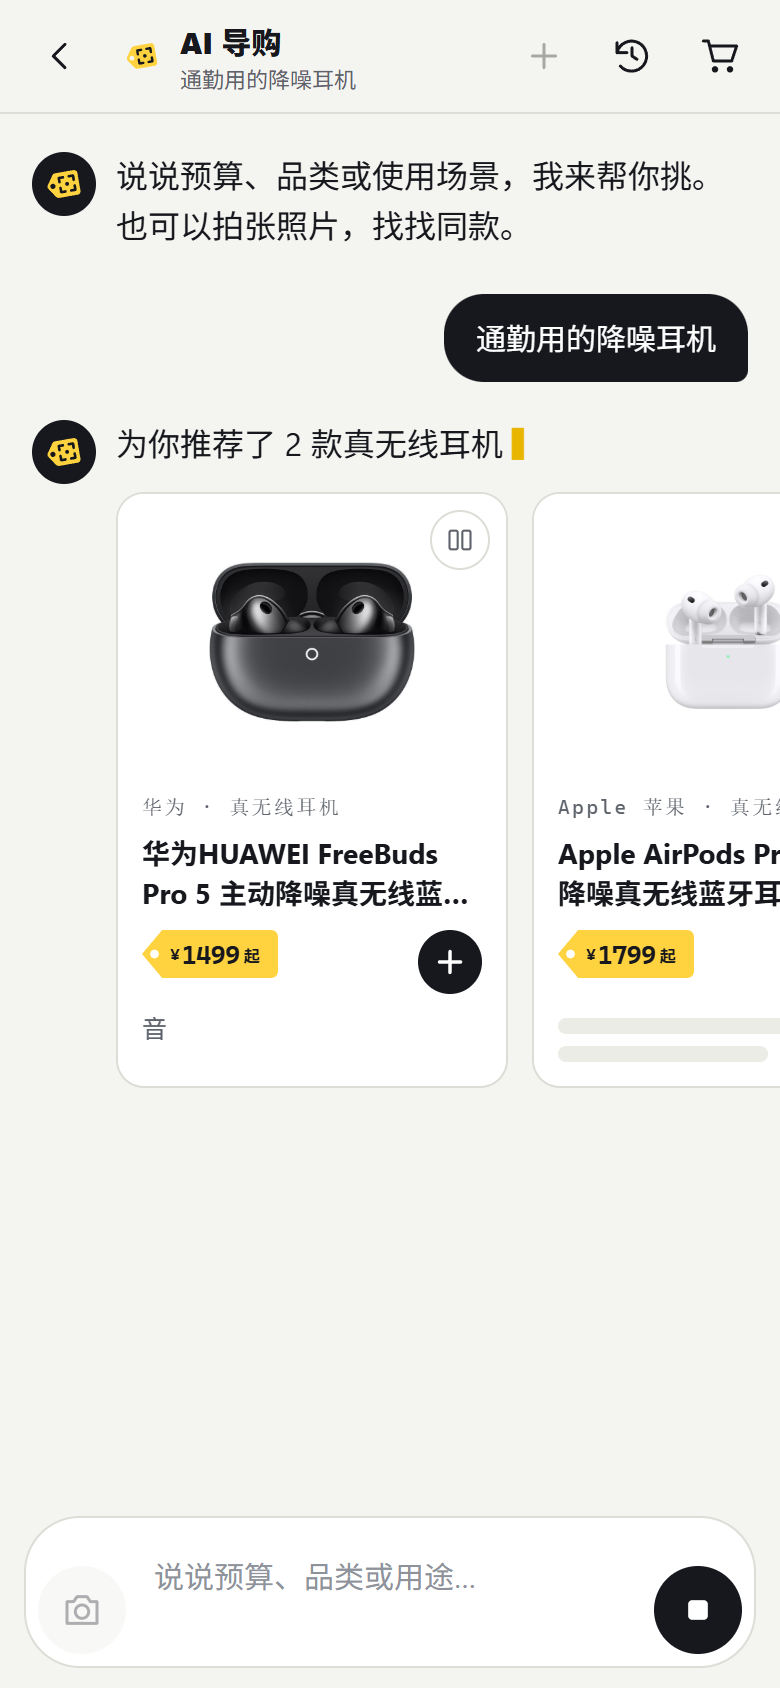 AI 导购
通勤用的降噪耳机
说说预算、品类或使用场景，我来帮你挑。
也可以拍张照片，找找同款。
通勤用的降噪耳机
为你推荐了 2 款真无线耳机
华为 · 真无线耳机
华为HUAWEI FreeBuds
Pro 5 主动降噪真无线蓝...
¥1499 起
音
Apple 苹果 · 真无
Apple AirPods Pr
降噪真无线蓝牙耳
¥1799 起
说说预算、品类或用途...